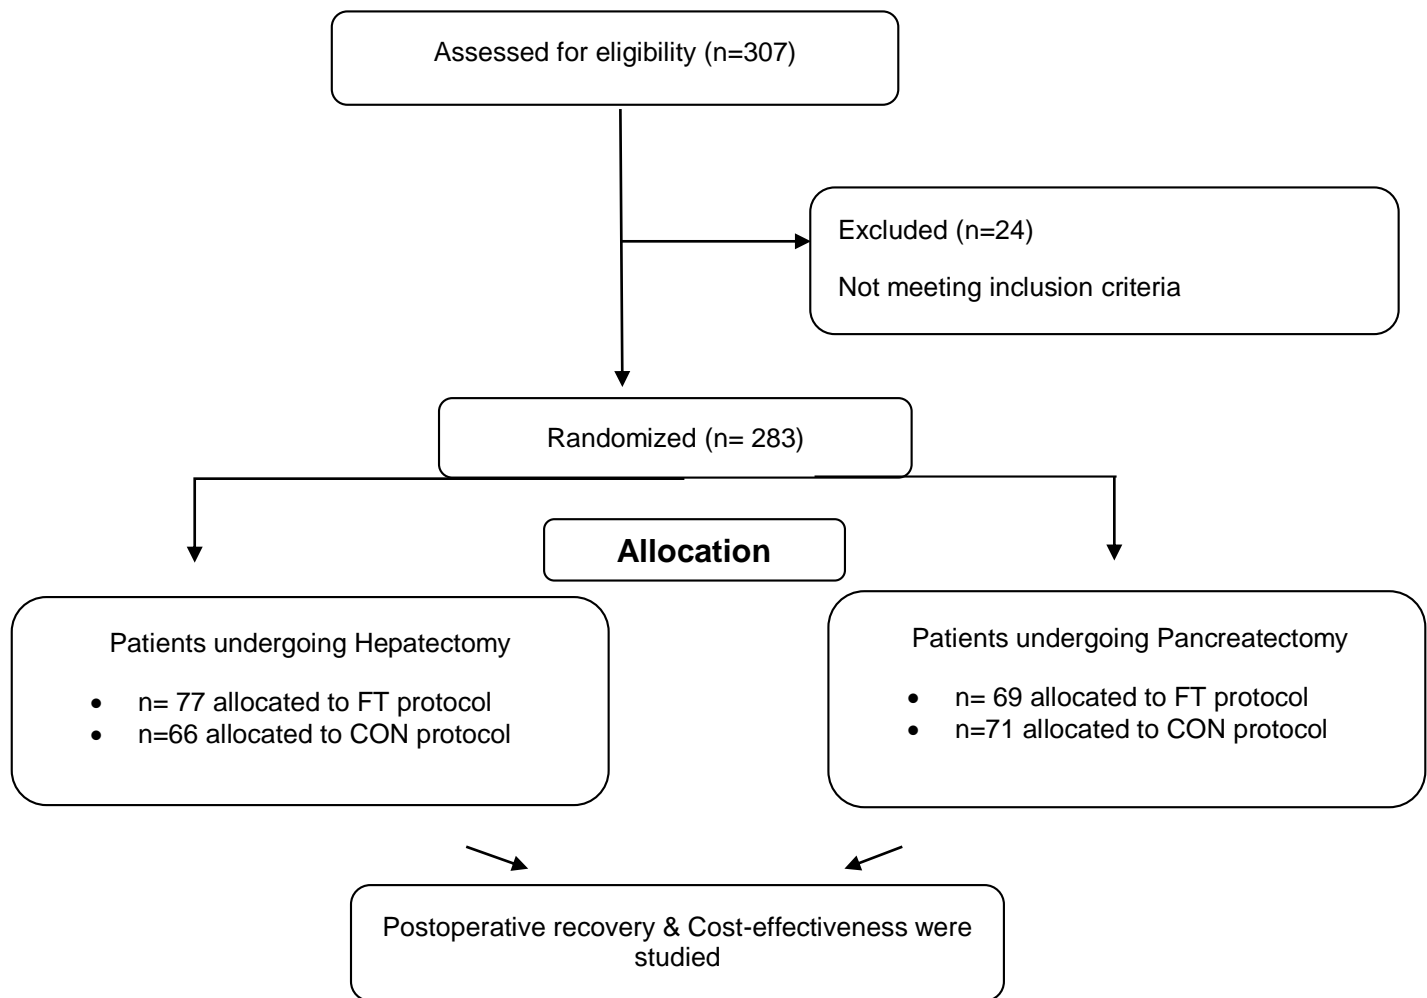 Assessed for eligibility (n=307)
Excluded (n=24)
Not meeting inclusion criteria
Randomized (n= 283)
Allocation
Patients undergoing Hepatectomy
• n= 77 allocated to FT protocol
• n=66 allocated to CON protocol
Patients undergoing Pancreatectomy
• n= 69 allocated to FT protocol
• n=71 allocated to CON protocol
Postoperative recovery & Cost-effectiveness were
studied